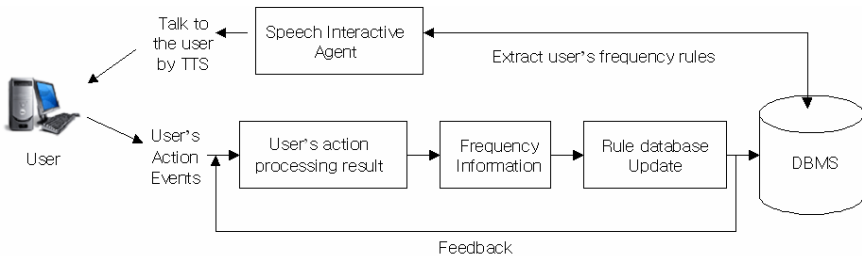 Talk to
the user
by TTS
Speech Interactive
Agent
Extract user's frequency rules
User
User's
Action
Events
User's action
processing result
Frequency
Information
Rule database
Update
DBMS
Feedback